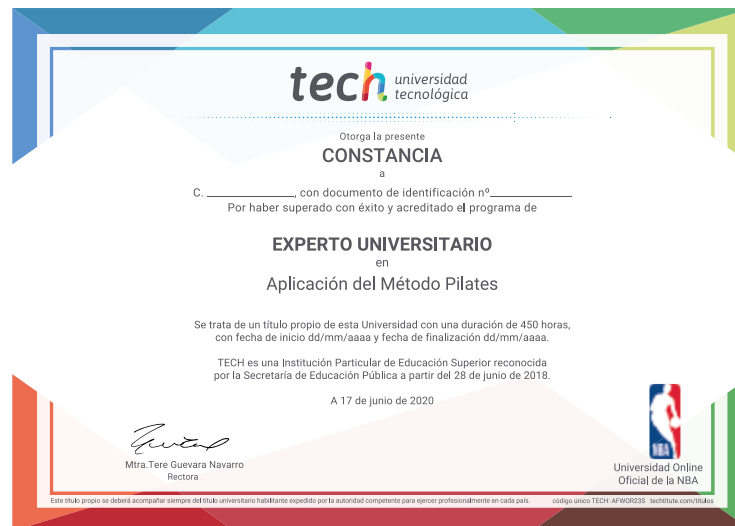 tech universidad
tecnológica
Otorga la presente
CONSTANCIA
a
C. ______________, con documento de identificación nº______________
Por haber superado con éxito y acreditado el programa de
EXPERTO UNIVERSITARIO
en
Aplicación del Método Pilates
Se trata de un título propio de esta Universidad con una duración de 450 horas,
con fecha de inicio dd/mm/aaaa y fecha de finalización dd/mm/aaaa.
TECH es una Institución Particular de Educación Superior reconocida
por la Secretaría de Educación Pública a partir del 28 de junio de 2018.
A 17 de junio de 2020
Mtra.Tere Guevara Navarro
Rectora
NBA
Universidad Online
Oficial de la NBA
Este título propio se deberá acompañar siempre del título universitario habilitante expedido por la autoridad competente para ejercer profesionalmente en cada país. código único TECH: AFWOR23S techtitute.com/titulos